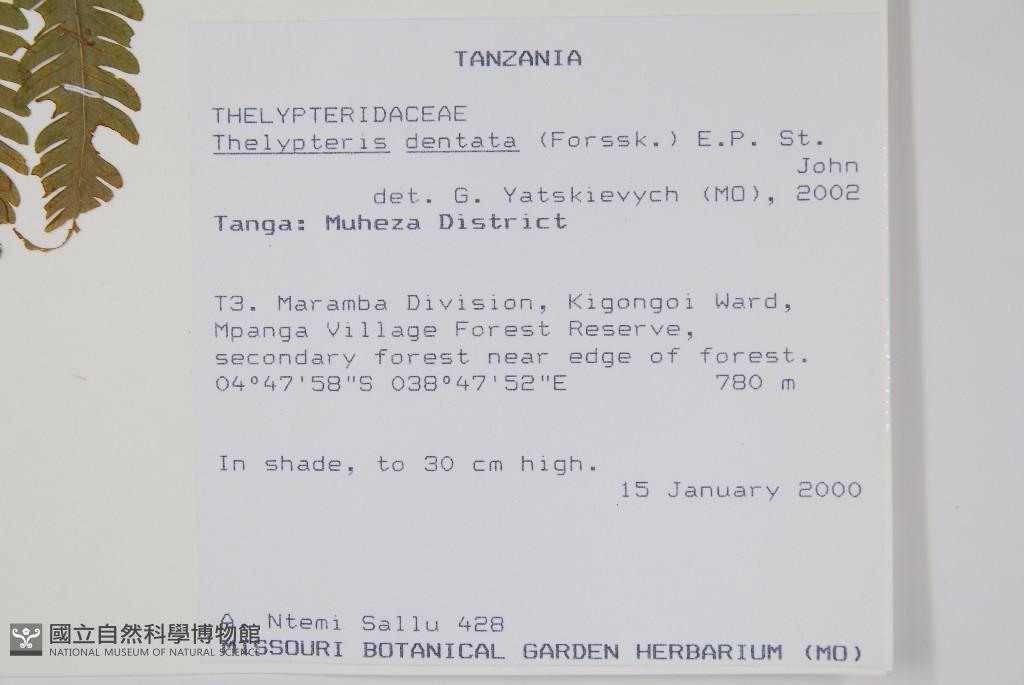 TANZANIA
THELYPTERIDACEAE
Thelypteris dentata (Forssk.) E.P. St.
John
det. G. Yatskievych (MO), 2002
Tanga: Muheza District
T3. Maramba Division, Kigongoi Ward,
Mpanga Village Forest Reserve,
secondary forest near edge of forest.
04°47'58"S 038°47'52"E 780 m
In shade, to 30 cm high.
15 January 2000
A. Ntemi Sallu 428
MISSOURI BOTANICAL GARDEN HERBARIUM (MO)
國立自然科學博物館
NATIONAL MUSEUM OF NATURAL SCIENCE